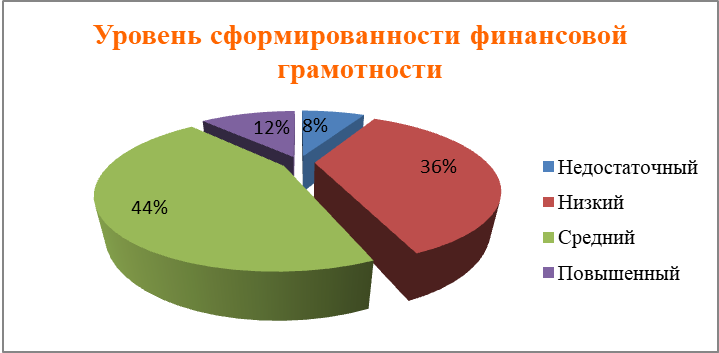 Уровень сформированности финансовой
грамотности
12%
8%
36%
44%
Недостаточный
Низкий
Средний
Повышенный